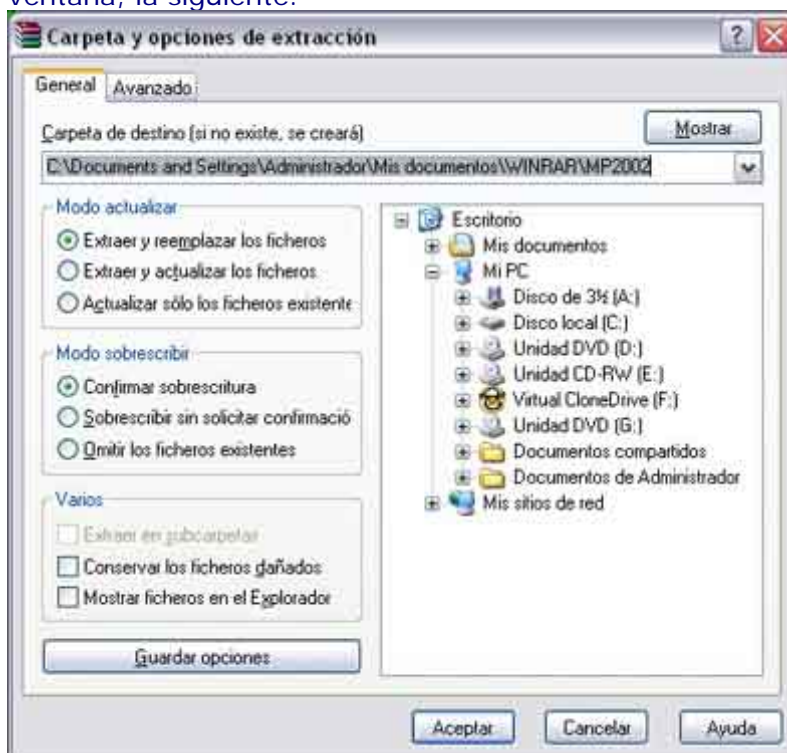 ventana, la siguiente:
Carpeta y opciones de extracción
General Avanzado
Carpeta de destino (si no existe, se creará)
Mostrar
C:\Documents and Settings\Administrador\Mis documentos\WINRAR\MP2002
Modo actualizar
Extraer y reemplazar los ficheros
Extraer y actualizar los ficheros
Actualizar sólo los ficheros existente
Modo sobrescribir
Confirmar sobrescritura
Sobrescribir sin solicitar confirmació
Omitir los ficheros existentes
Varios
Extraer en subcarpetas
Conservar los ficheros dañados
Mostrar ficheros en el Explorador
Guardar opciones
Escritorio
Mis documentos
Mi PC
Disco de 3½ (A:)
Disco local (C:)
Unidad DVD (D:)
Unidad CD-RW (E:)
Virtual CloneDrive (F:)
Unidad DVD (G:)
Documentos compartidos
Documentos de Administrador
Mis sitios de red
Aceptar Cancelar Ayuda